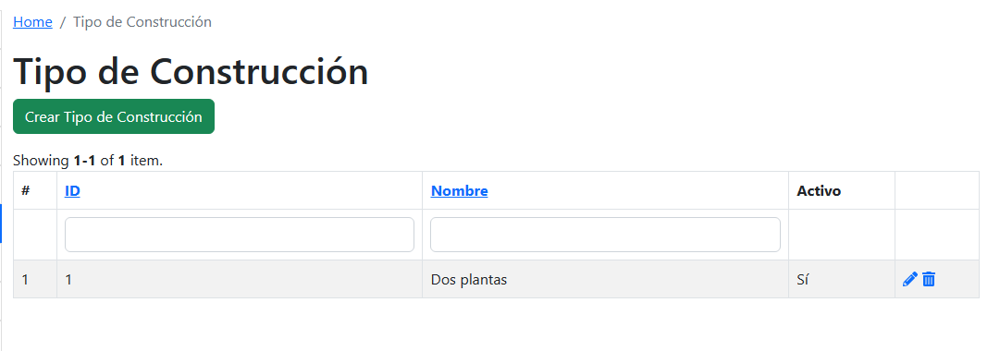 Home / Tipo de Construcción
Tipo de Construcción
Crear Tipo de Construcción
Showing 1-1 of 1 item.
# ID Nombre Activo
1 1 Dos plantas Sí